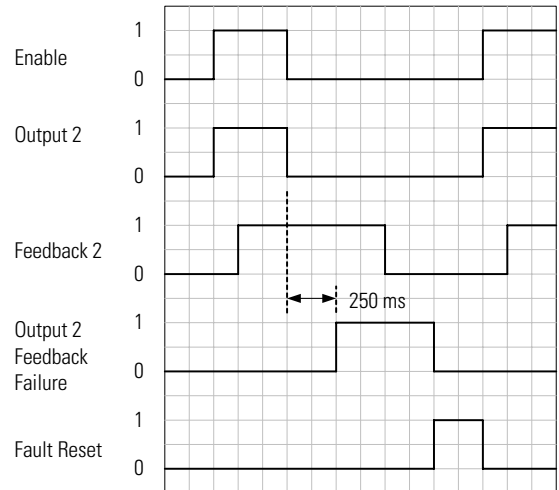 1
Enable
0
1
Output 2
0
1
Feedback 2
0
250 ms
1
Output 2
Feedback
0
Failure
1
Fault Reset
0